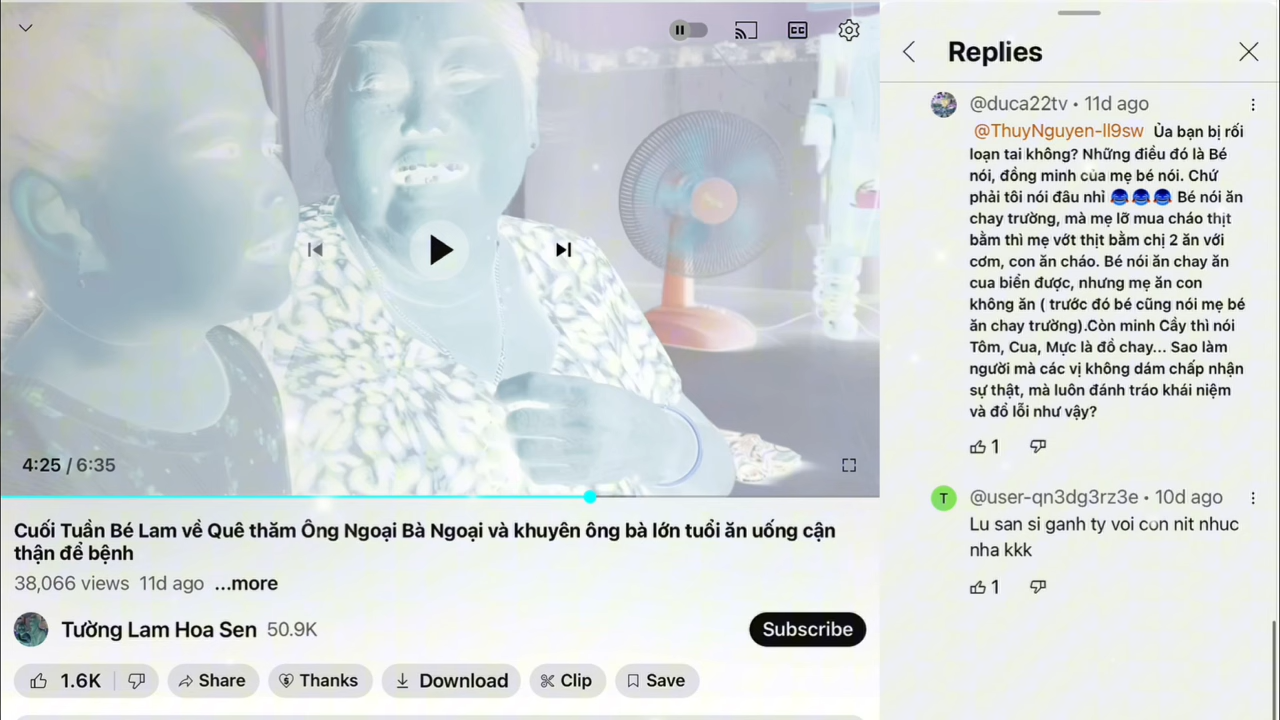 CC
4:25 / 6:35
Cuối Tuần Bé Lam về Quê thăm Ông Ngoại Bà Ngoại và khuyên ông bà lớn tuổi ăn uống cận
thận để bệnh
38,066 views 11d ago ...more
Tường Lam Hoa Sen 50.9K
Subscribe
1.6K
Share
Thanks
Download
Clip
Save
Replies
@duca22tv • 11d ago
@ThuyNguyen-ll9sw Ủa bạn bị rối
loạn tai không? Những điều đó là Bé
nói, đồng minh của mẹ bé nói. Chứ
phải tôi nói đâu nhỉ Bé nói ăn
chay trường, mà mẹ lỡ mua cháo thịt
bằm thì mẹ vớt thịt bằm chị 2 ăn với
cơm, con ăn cháo. Bé nói ăn chay ăn
cua biển được, nhưng mẹ ăn con
không ăn ( trước đó bé cũng nói mẹ bé
ăn chay trường).Còn minh Cầy thì nói
Tôm, Cua, Mực là đồ chay... Sao làm
người mà các vị không dám chấp nhận
sự thật, mà luôn đánh tráo khái niệm
và đổ lỗi như vậy?
1
T
@user-qn3dg3rz3e • 10d ago
Lu san si ganh ty voi con nit nhuc
nha kkk
1